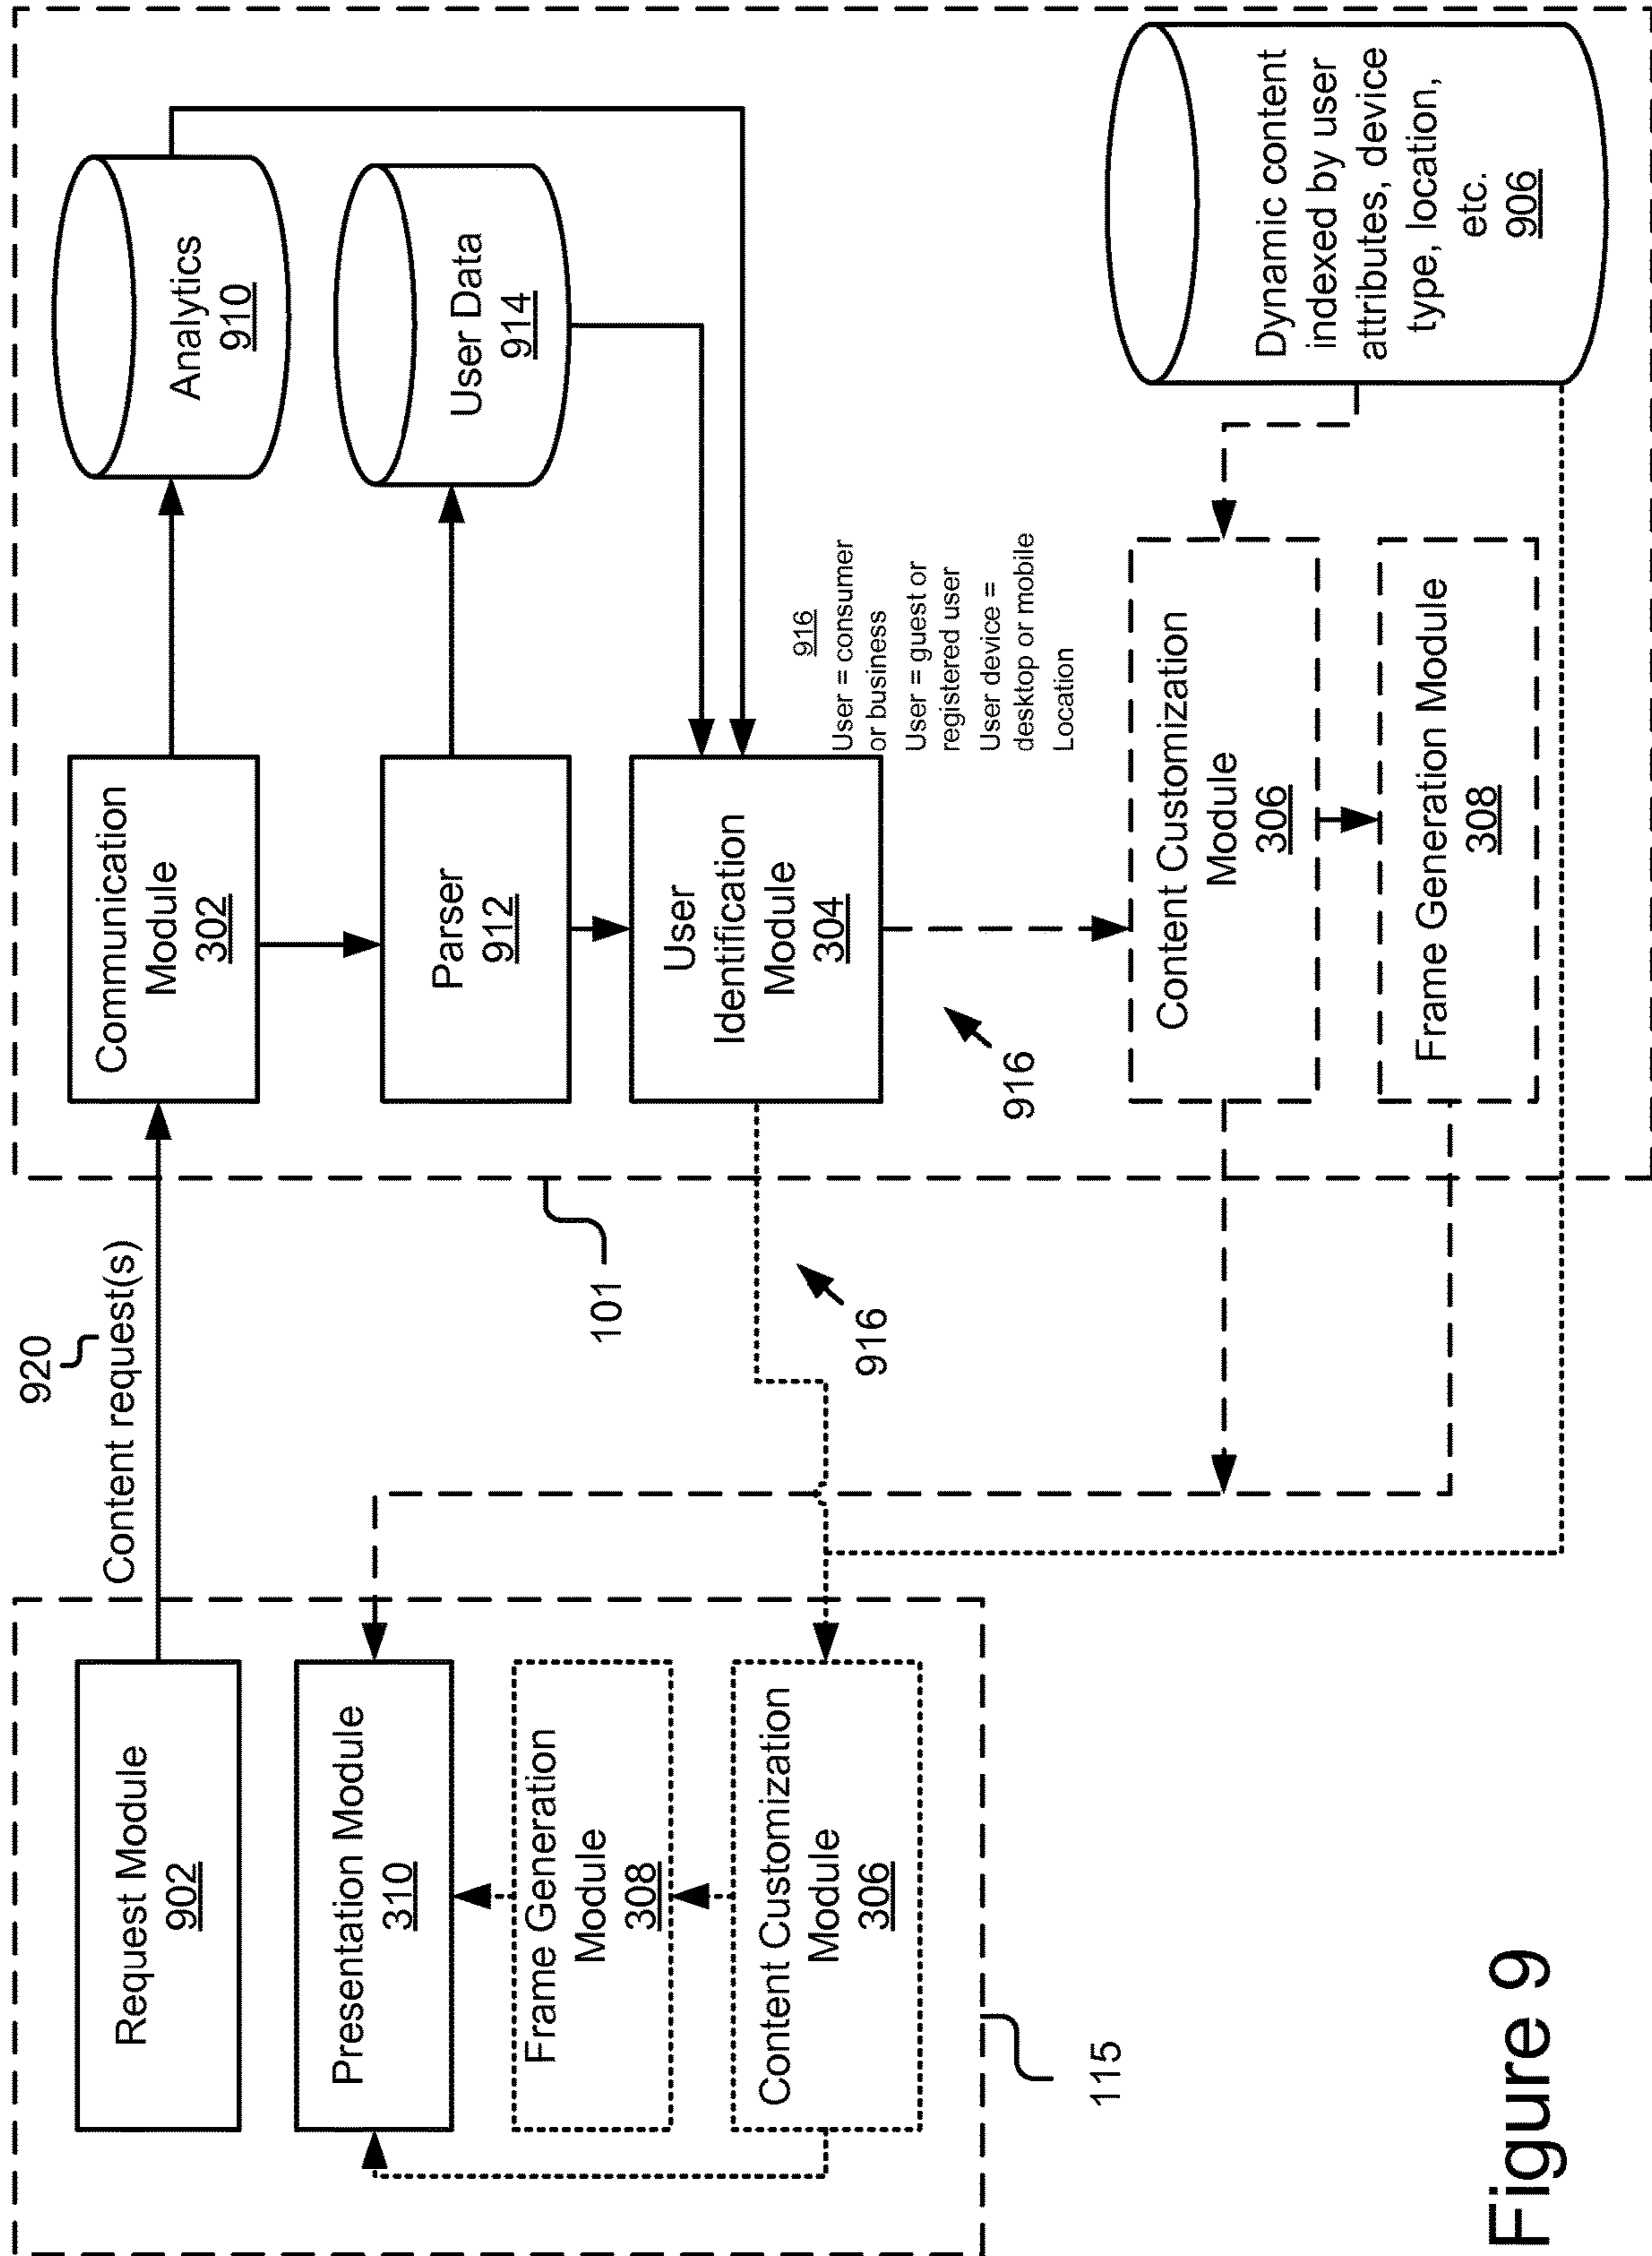 920
Content request(s)
Request Module
902
Presentation Module
310
Frame Generation
Module
308
Content Customization
Module
306
115
101
916
Communication
Module
302
Parser
912
User
Identification
Module
304
Analytics
910
User Data
914
916
User = consumer
or business
User = guest or
registered user
User device =
desktop or mobile
Location
916
Content Customization
Module
306
Frame Generation Module
308
Dynamic content
indexed by user
attributes, device
type, location,
etc.
906
Figure 9